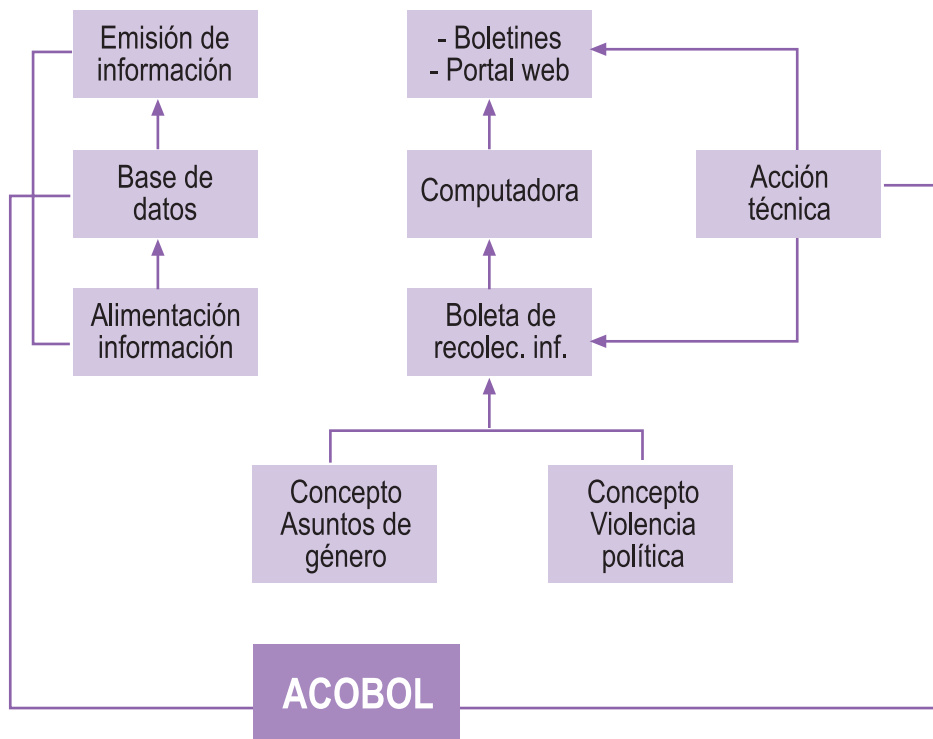 Emisión de
información
- Boletines
- Portal web
Base de
datos
Computadora
Acción
técnica
Alimentación
información
Boleta de
recolec. inf.
Concepto
Asuntos de
género
Concepto
Violencia
política
ACOBOL